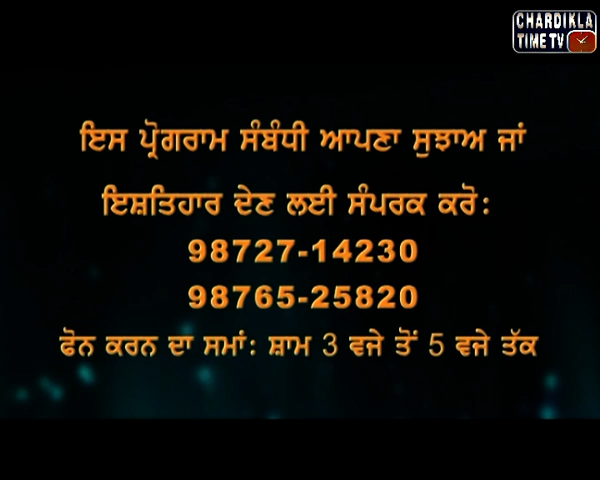 CHARDIKLA
TIME TV
ਇਸ ਪ੍ਰੋਗਰਾਮ ਸੰਬੰਧੀ ਆਪਣਾ ਸੁਝਾਅ ਜਾਂ
ਇਸ਼ਤਿਹਾਰ ਦੇਣ ਲਈ ਸੰਪਰਕ ਕਰੋ:
98727-14230
98765-25820
ਫੋਨ ਕਰਨ ਦਾ ਸਮਾਂ: ਸ਼ਾਮ 3 ਵਜੇ ਤੋਂ 5 ਵਜੇ ਤੱਕ